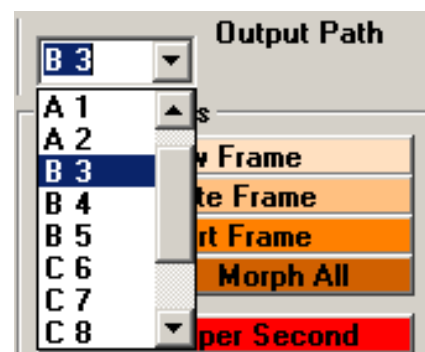 Output Path
B 3
A 1
A 2
B 3
B 4
B 5
C 6
C 7
C 8
Frame
Frame
Frame
Morph All
per Second